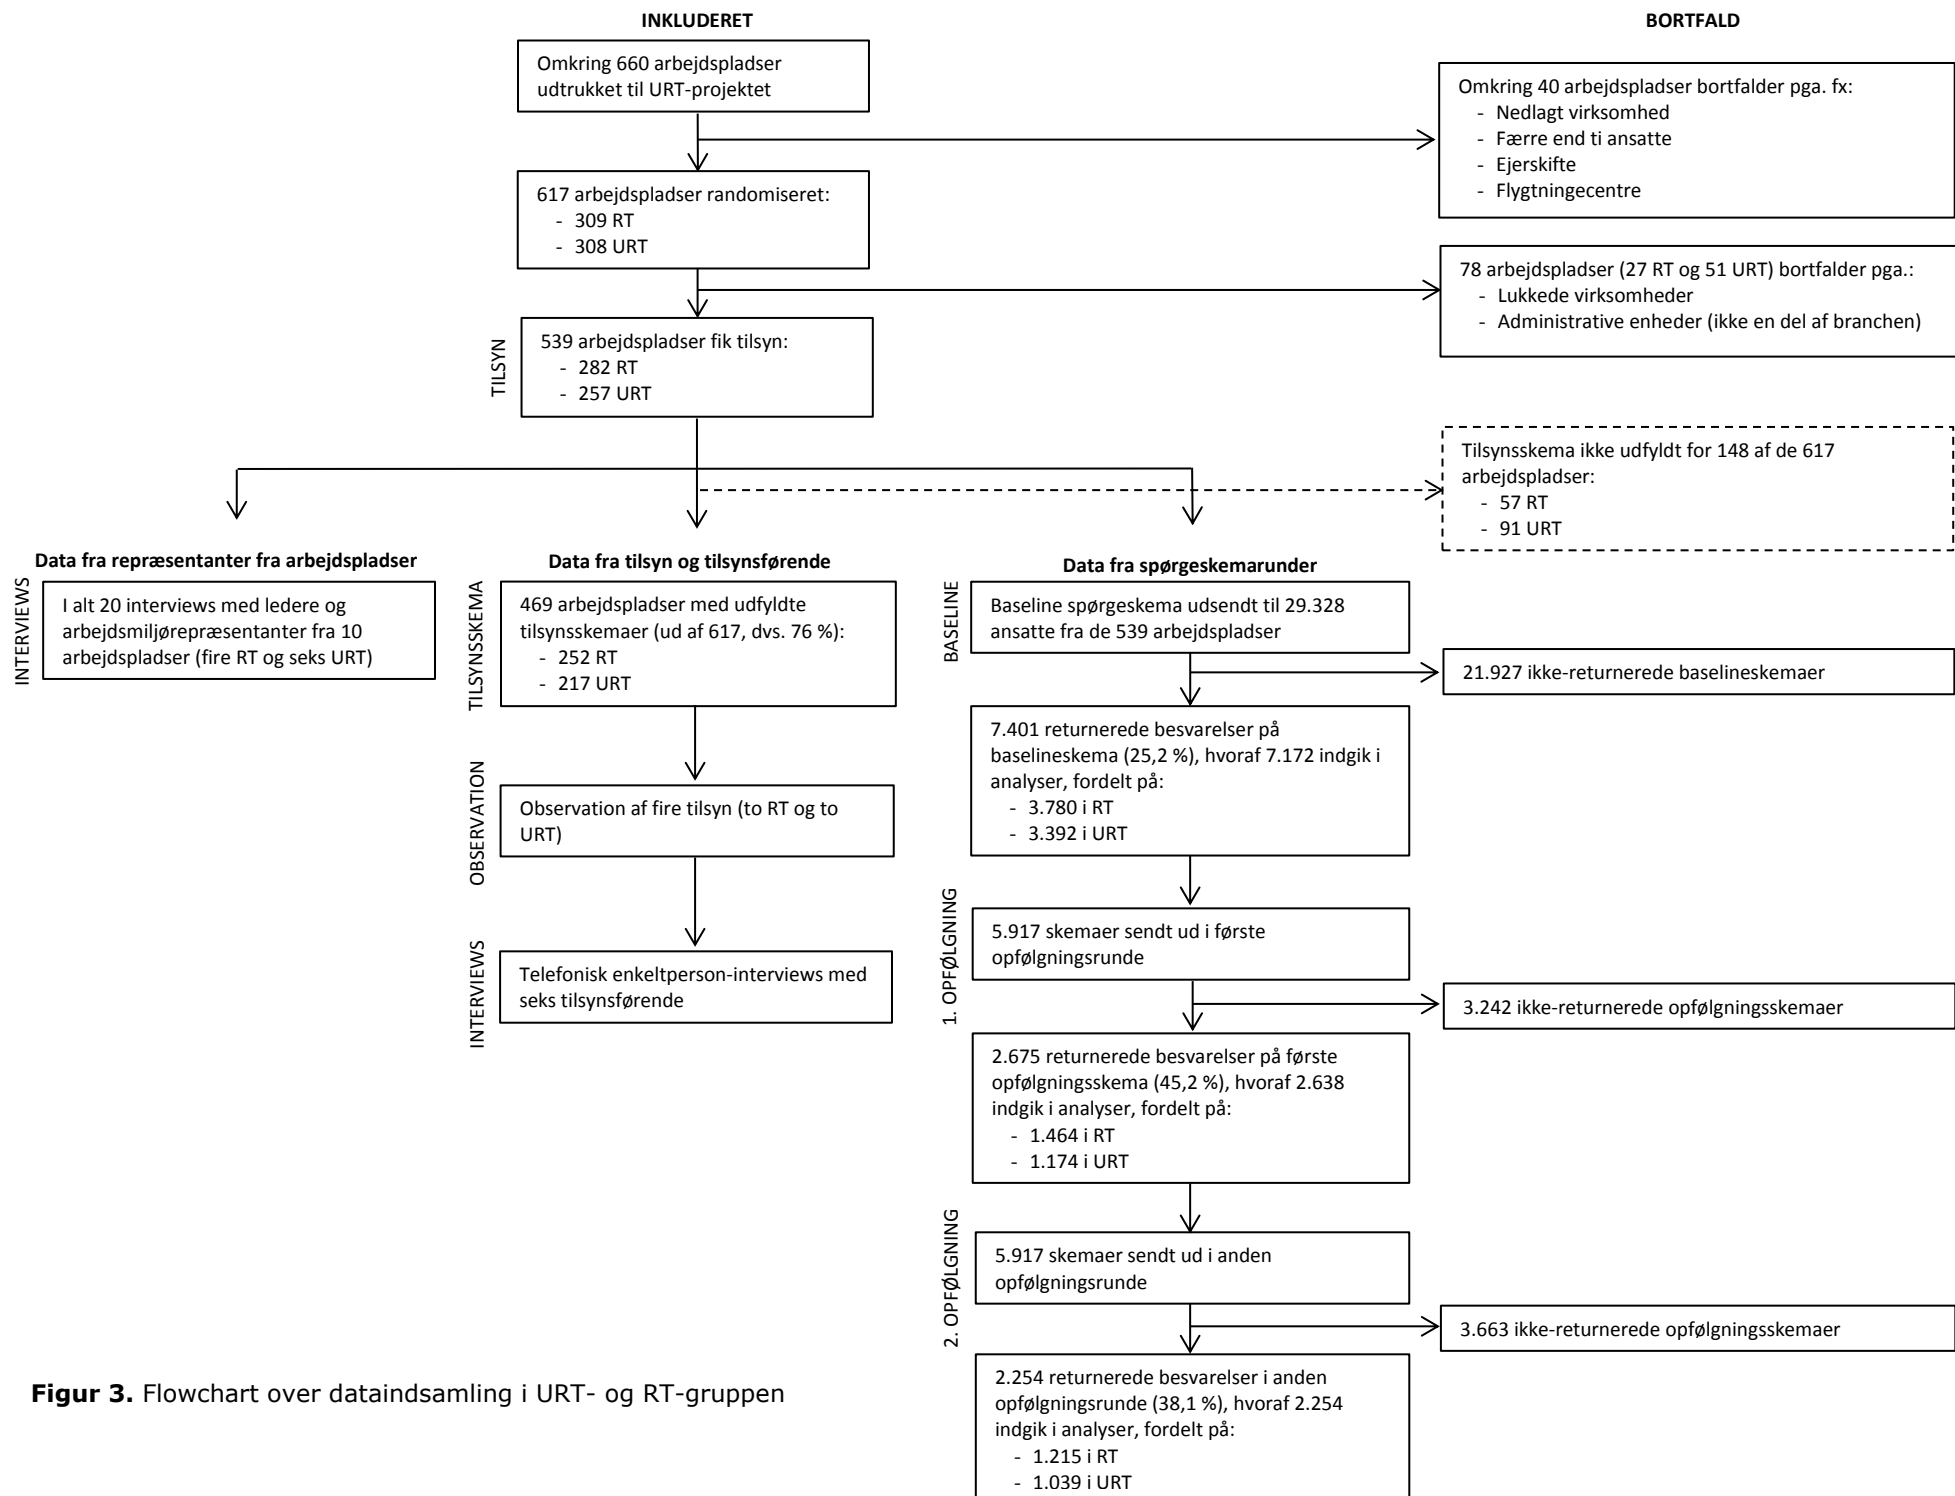 INKLUDERET
BORTFALD
Omkring 660 arbejdspladser
udtrukket til URT-projektet
Omkring 40 arbejdspladser bortfalder pga. fx:
- Nedlagt virksomhed
- Færre end ti ansatte
- Ejerskifte
- Flygtningecentre
617 arbejdspladser randomiseret:
- 309 RT
- 308 URT
78 arbejdspladser (27 RT og 51 URT) bortfalder pga.:
- Lukkede virksomheder
- Administrative enheder (ikke en del af branchen)
TILSYN
539 arbejdspladser fik tilsyn:
- 282 RT
- 257 URT
Tilsynsskema ikke udfyldt for 148 af de 617
arbejdspladser:
- 57 RT
- 91 URT
Data fra repræsentanter fra arbejdspladser
INTERVIEWS
I alt 20 interviews med ledere og
arbejdsmiljørepræsentanter fra 10
arbejdspladser (fire RT og seks URT)
Data fra tilsyn og tilsynsførende
TILSYNSSKEMA
469 arbejdspladser med udfyldte
tilsynsskemaer (ud af 617, dvs. 76 %):
- 252 RT
- 217 URT
OBSERVATION
Observation af fire tilsyn (to RT og to
URT)
INTERVIEWS
Telefonisk enkeltperson-interviews med
seks tilsynsførende
Data fra spørgeskemarunder
BASELINE
Baseline spørgeskema udsendt til 29.328
ansatte fra de 539 arbejdspladser
21.927 ikke-returnerede baselineskemaer
7.401 returnerede besvarelser på
baselineskema (25,2 %), hvoraf 7.172 indgik i
analyser, fordelt på:
- 3.780 i RT
- 3.392 i URT
1. OPFØLGNING
5.917 skemaer sendt ud i første
opfølgningsrunde
3.242 ikke-returnerede opfølgningsskemaer
2.675 returnerede besvarelser på første
opfølgningsskema (45,2 %), hvoraf 2.638
indgik i analyser, fordelt på:
- 1.464 i RT
- 1.174 i URT
2. OPFØLGNING
5.917 skemaer sendt ud i anden
opfølgningsrunde
3.663 ikke-returnerede opfølgningsskemaer
2.254 returnerede besvarelser i anden
opfølgningsrunde (38,1 %), hvoraf 2.254
indgik i analyser, fordelt på:
- 1.215 i RT
- 1.039 i URT
Figur 3. Flowchart over dataindsamling i URT- og RT-gruppen